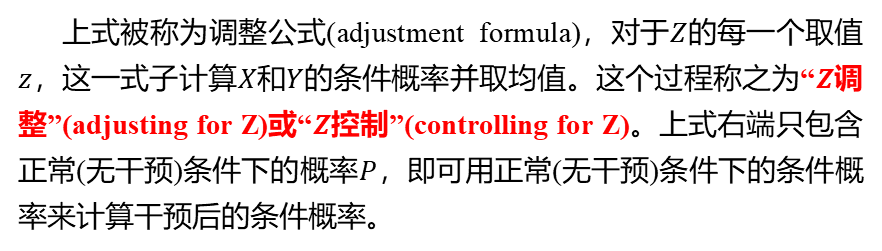 上式被称为调整公式(adjustment formula)，对于Z的每一个取值
z，这一式子计算X和Y的条件概率并取均值。这个过程称之为“Z调
整”(adjusting for Z)或“Z控制”(controlling for Z)。上式右端只包含
正常(无干预)条件下的概率P，即可用正常(无干预)条件下的条件概
率来计算干预后的条件概率。